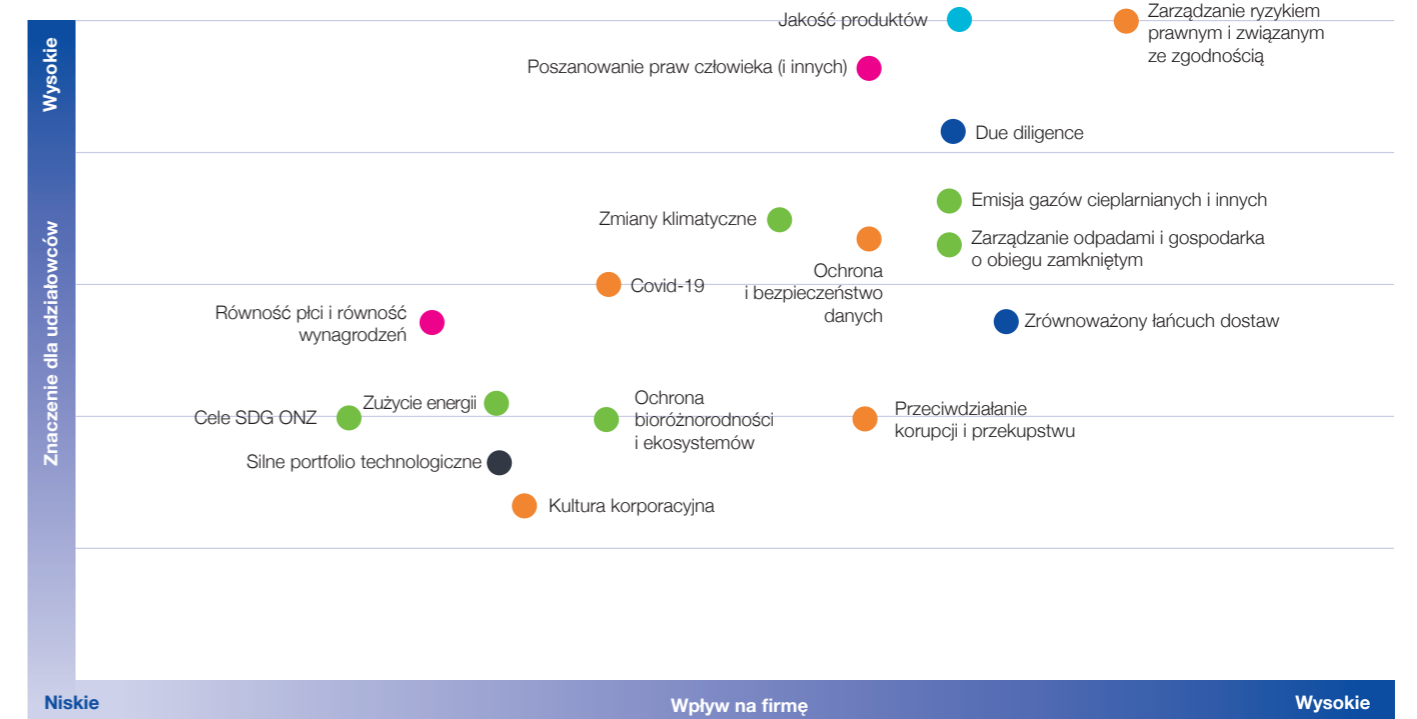 Jakość produktów
Zarządzanie ryzykiem
prawnym i związanym
ze zgodnością
Wysokie
Poszanowanie praw człowieka (i innych)
Due diligence
Emisja gazów cieplarnianych i innych
Zmiany klimatyczne
Zarządzanie odpadami i gospodarka
o obiegu zamkniętym
Ochrona
i bezpieczeństwo
danych
Covid-19
Znaczenie dla udziałowców
Równość płci i równość
wynagrodzeń
Zrównoważony łańcuch dostaw
Zużycie energii
Cele SDG ONZ
Ochrona
bioróżnorodności
i ekosystemów
Przeciwdziałanie
korupcji i przekupstwu
Silne portfolio technologiczne
Kultura korporacyjna
Niskie
Wpływ na firmę
Wysokie